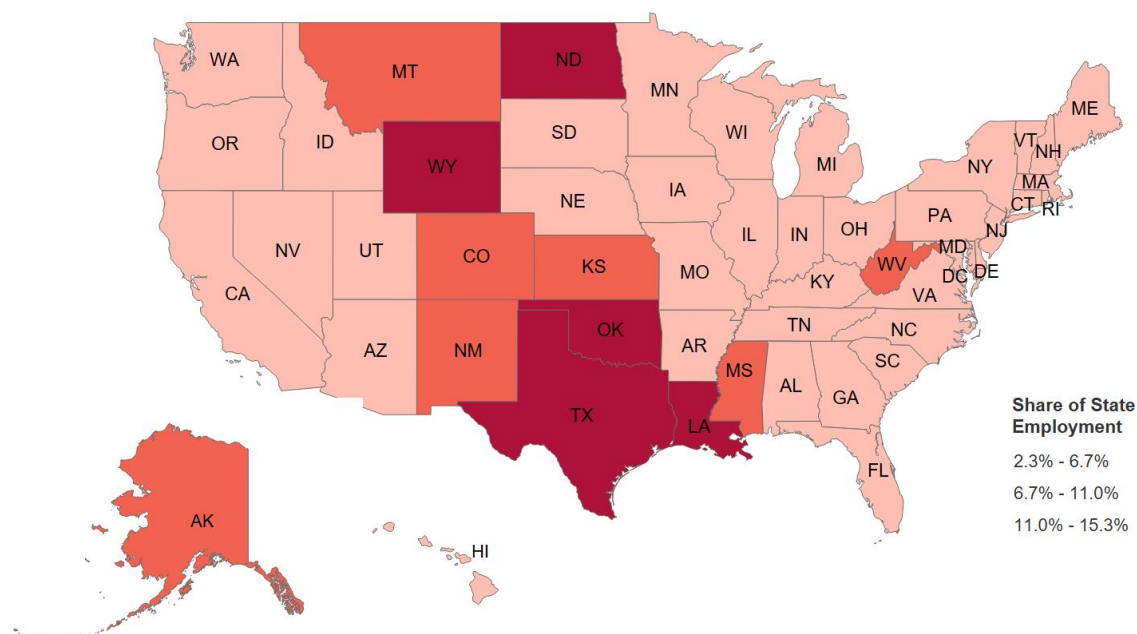 WA
MT
ND
MN
ME
OR
ID
SD
WI
MI
VT
NH
NY
WY
IA
MA
CT
RI
NE
PA
NV
UT
CO
IL
IN
OH
NJ
KS
MO
WV
MD
DC
DE
CA
KY
VA
AZ
NM
OK
AR
TN
NC
SC
TX
MS
AL
GA
LA
FL
AK
HI
Share of State
Employment
2.3% - 6.7%
6.7% - 11.0%
11.0% - 15.3%